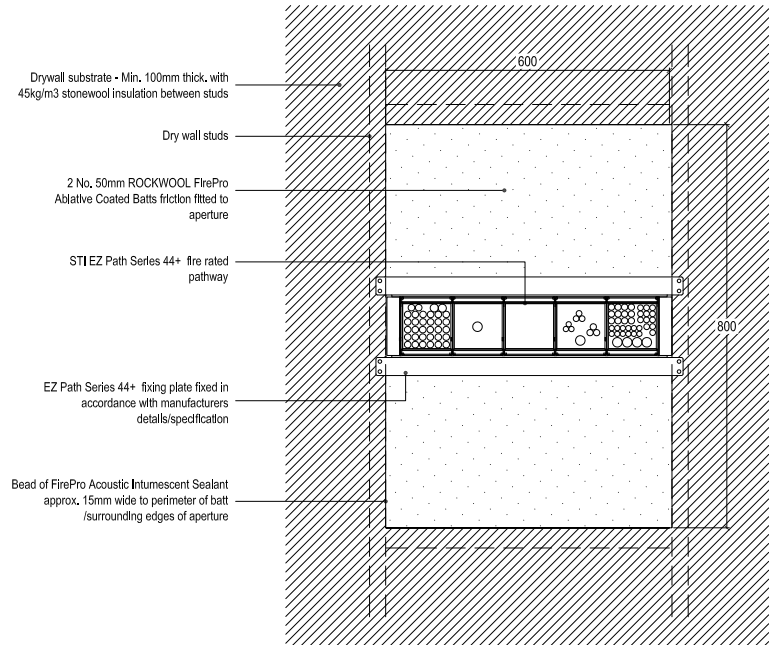 600
Drywall substrate - Min. 100mm thick. with
45kg/m3 stonewool insulation between studs
Dry wall studs
2 No. 50mm ROCKWOOL FirePro
Ablative Coated Batts friction fitted to
aperture
STI EZ Path Series 44+ fire rated
pathway
800
EZ Path Series 44+ fixing plate fixed in
accordance with manufacturers
details/specification
Bead of FirePro Acoustic Intumescent Sealant
approx. 15mm wide to perimeter of batt
/surrounding edges of aperture